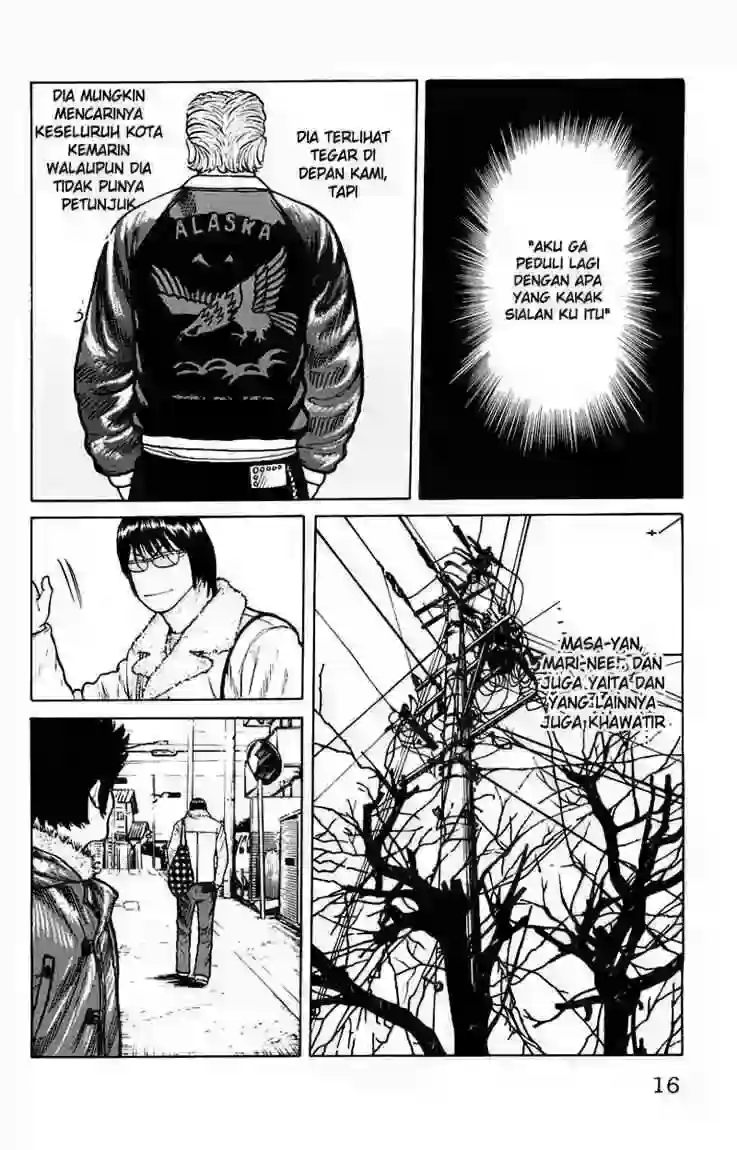 "AKU GA
PEDULI LAGI
DENGAN APA
YANG KAKAK
SIALAN KU ITU"
DIA TERLIHAT
TEGAR DI
DEPAN KAMI,
TAPI
DIA MUNGKIN
MENCARINYA
KESELURUH KOTA
KEMARIN
WALAUPUN DIA
TIDAK PUNYA
PETUNJUK
ALASKA
MASA-YAN,
MARI-NEE, DAN
JUGA YAITA DAN
YANG LAINNYA
JUGA KHAWATIR
16